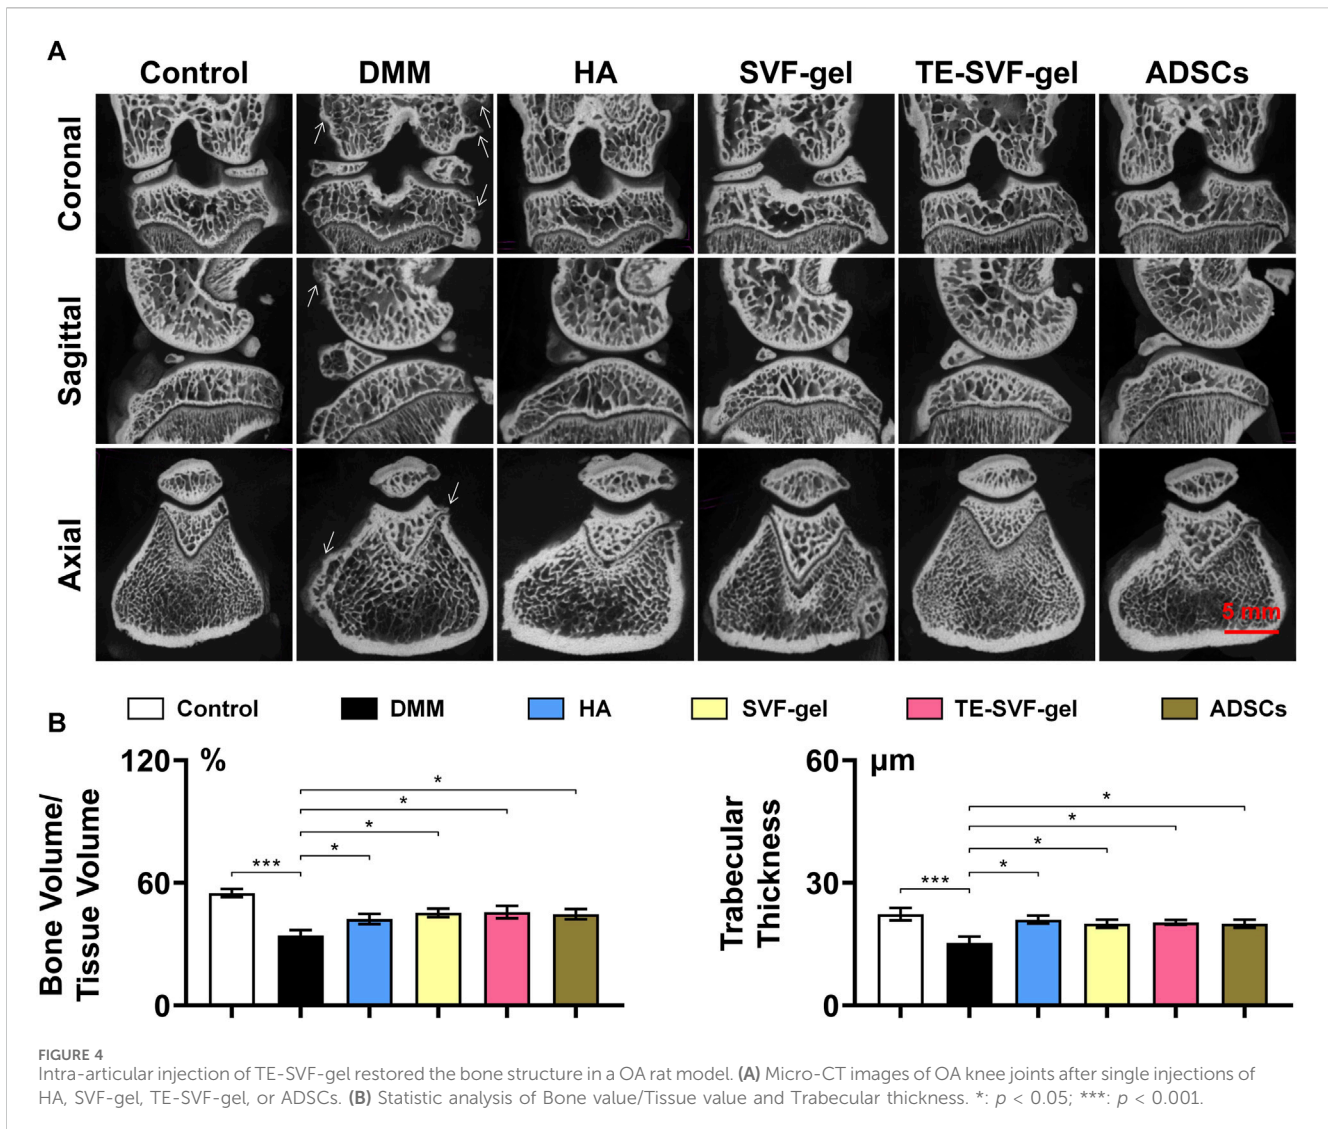 A
Control DMM HA SVF-gel TE-SVF-gel ADSCs
Coronal
Sagittal
Axial
5 mm
B
Control DMM HA SVF-gel TE-SVF-gel ADSCs
Bone Volume/
Tissue Volume
120 %
60
0
*
*
*
*
***
Trabecular
Thickness
60 µm
30
0
*
*
*
*
***
FIGURE 4
Intra-articular injection of TE-SVF-gel restored the bone structure in a OA rat model. (A) Micro-CT images of OA knee joints after single injections of
HA, SVF-gel, TE-SVF-gel, or ADSCs. (B) Statistic analysis of Bone value/Tissue value and Trabecular thickness. *: p < 0.05; ***: p < 0.001.